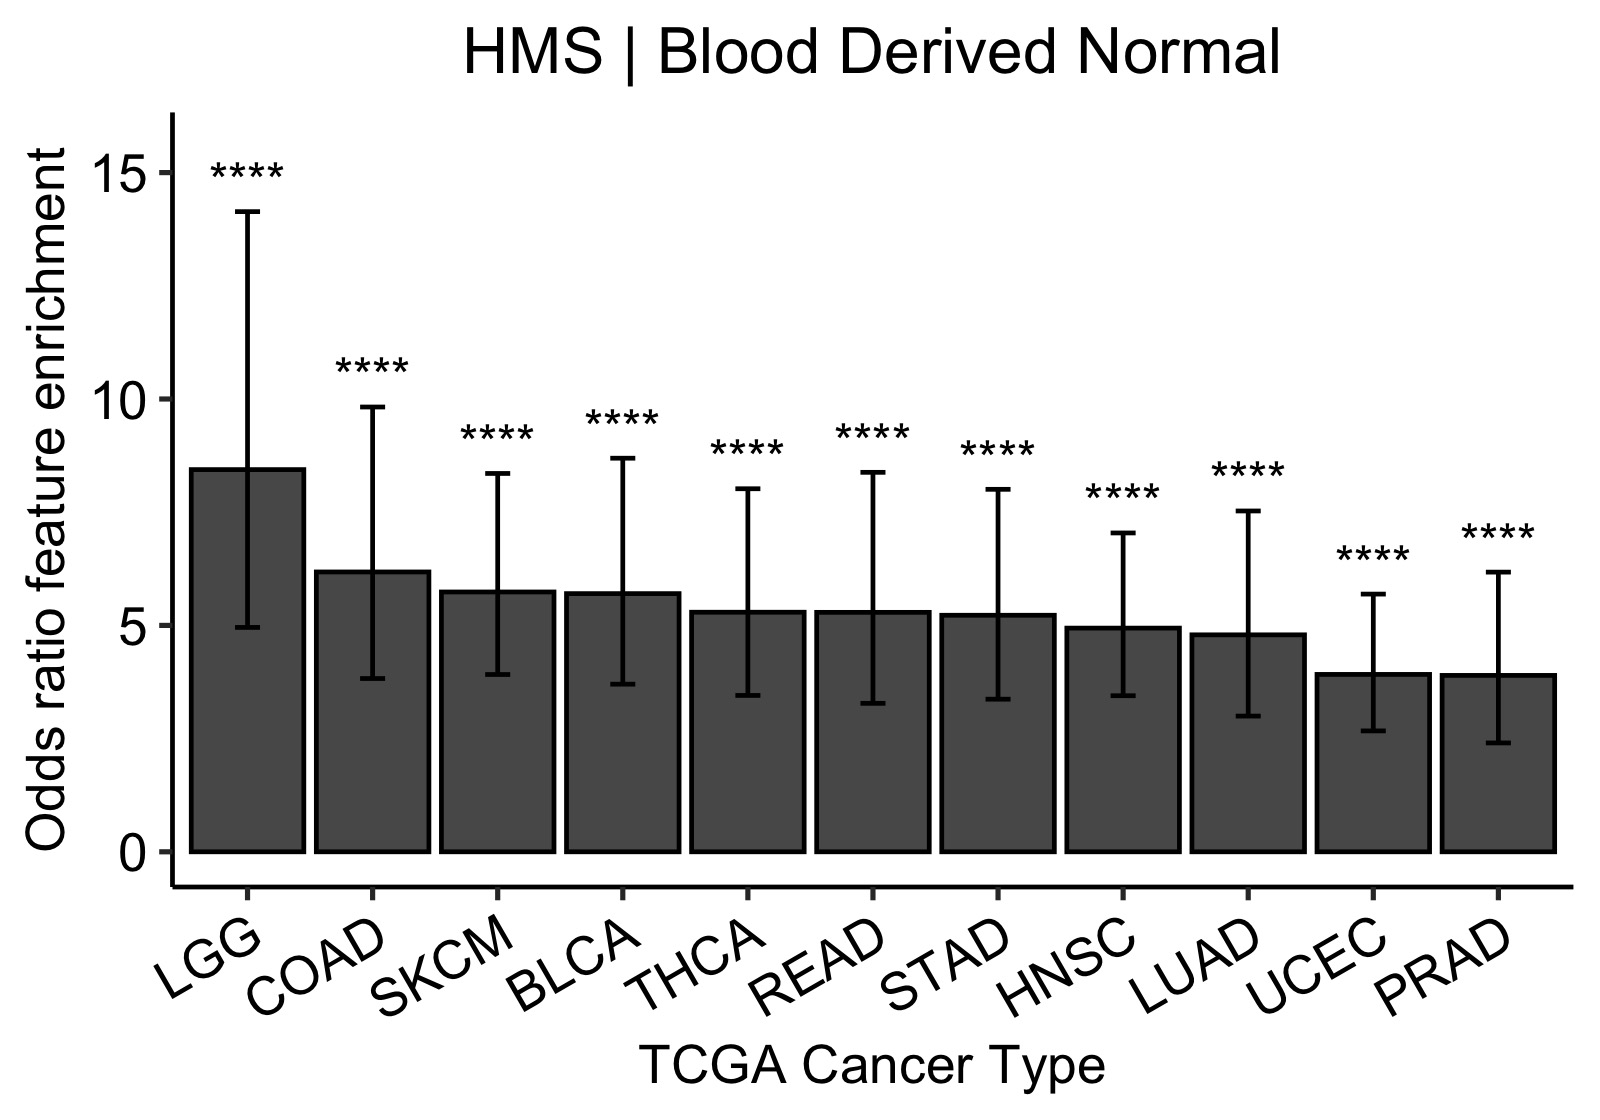 HMS | Blood Derived Normal
Odds ratio feature enrichment
15
10
5
0
****
****
****
****
****
****
****
****
****
****
****
LGG
COAD
SKCM
BLCA
THCA
READ
STAD
HNSC
LUAD
UCEC
PRAD
TCGA Cancer Type